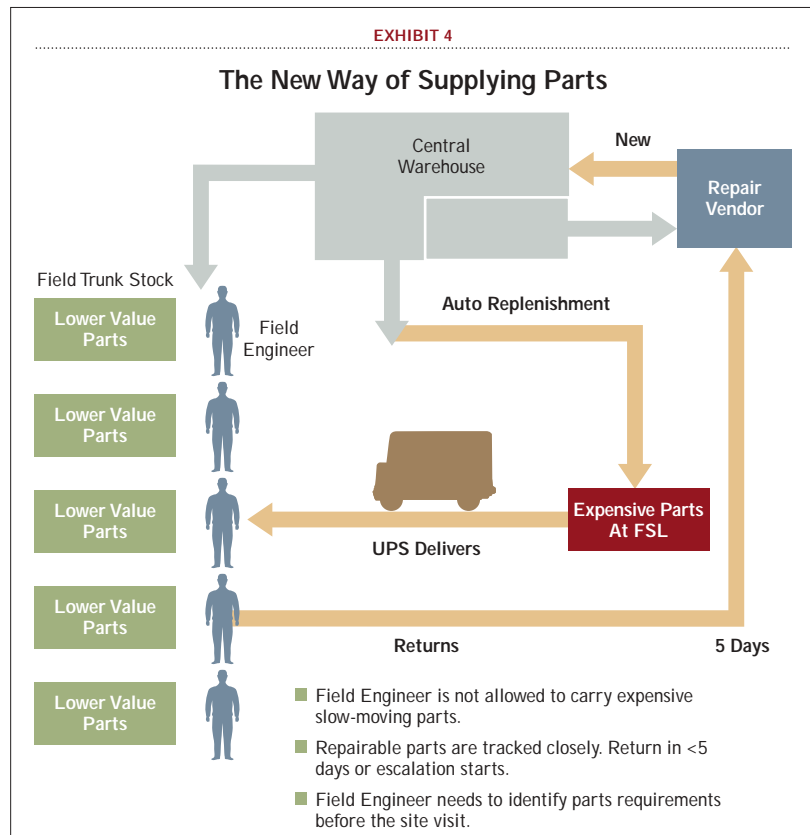 EXHIBIT 4
The New Way of Supplying Parts
Central
Warehouse
New
Repair
Vendor
Field Trunk Stock
Lower Value
Parts
Field
Engineer
Auto Replenishment
Lower Value
Parts
Lower Value
Parts
UPS Delivers
Expensive Parts
At FSL
Lower Value
Parts
Returns
5 Days
Lower Value
Parts
Field Engineer is not allowed to carry expensive
slow-moving parts.
Repairable parts are tracked closely. Return in <5
days or escalation starts.
Field Engineer needs to identify parts requirements
before the site visit.